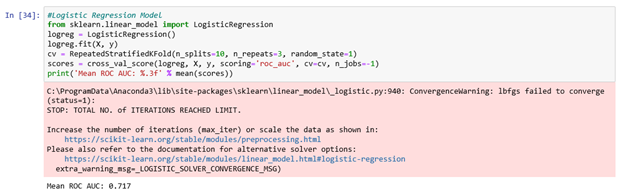 In [34]: #Logistic Regression Model
from sklearn.linear_model import LogisticRegression
logreg = LogisticRegression()
logreg.fit(X, y)
cv = RepeatedStratifiedKFold(n_splits=10, n_repeats=3, random_state=1)
scores = cross_val_score(logreg, X, y, scoring='roc_auc', cv=cv, n_jobs=-1)
print('Mean ROC AUC: %.3f' % mean(scores))
C:\ProgramData\Anaconda3\lib\site-packages\sklearn\linear_model\_logistic.py:940: ConvergenceWarning: lbfgs failed to converge
(status=1):
STOP: TOTAL NO. of ITERATIONS REACHED LIMIT.
Increase the number of iterations (max_iter) or scale the data as shown in:
https://scikit-learn.org/stable/modules/preprocessing.html
Please also refer to the documentation for alternative solver options:
https://scikit-learn.org/stable/modules/linear_model.html#logistic-regression
extra_warning_msg=_LOGISTIC_SOLVER_CONVERGENCE_MSG)
Mean ROC AUC: 0.717